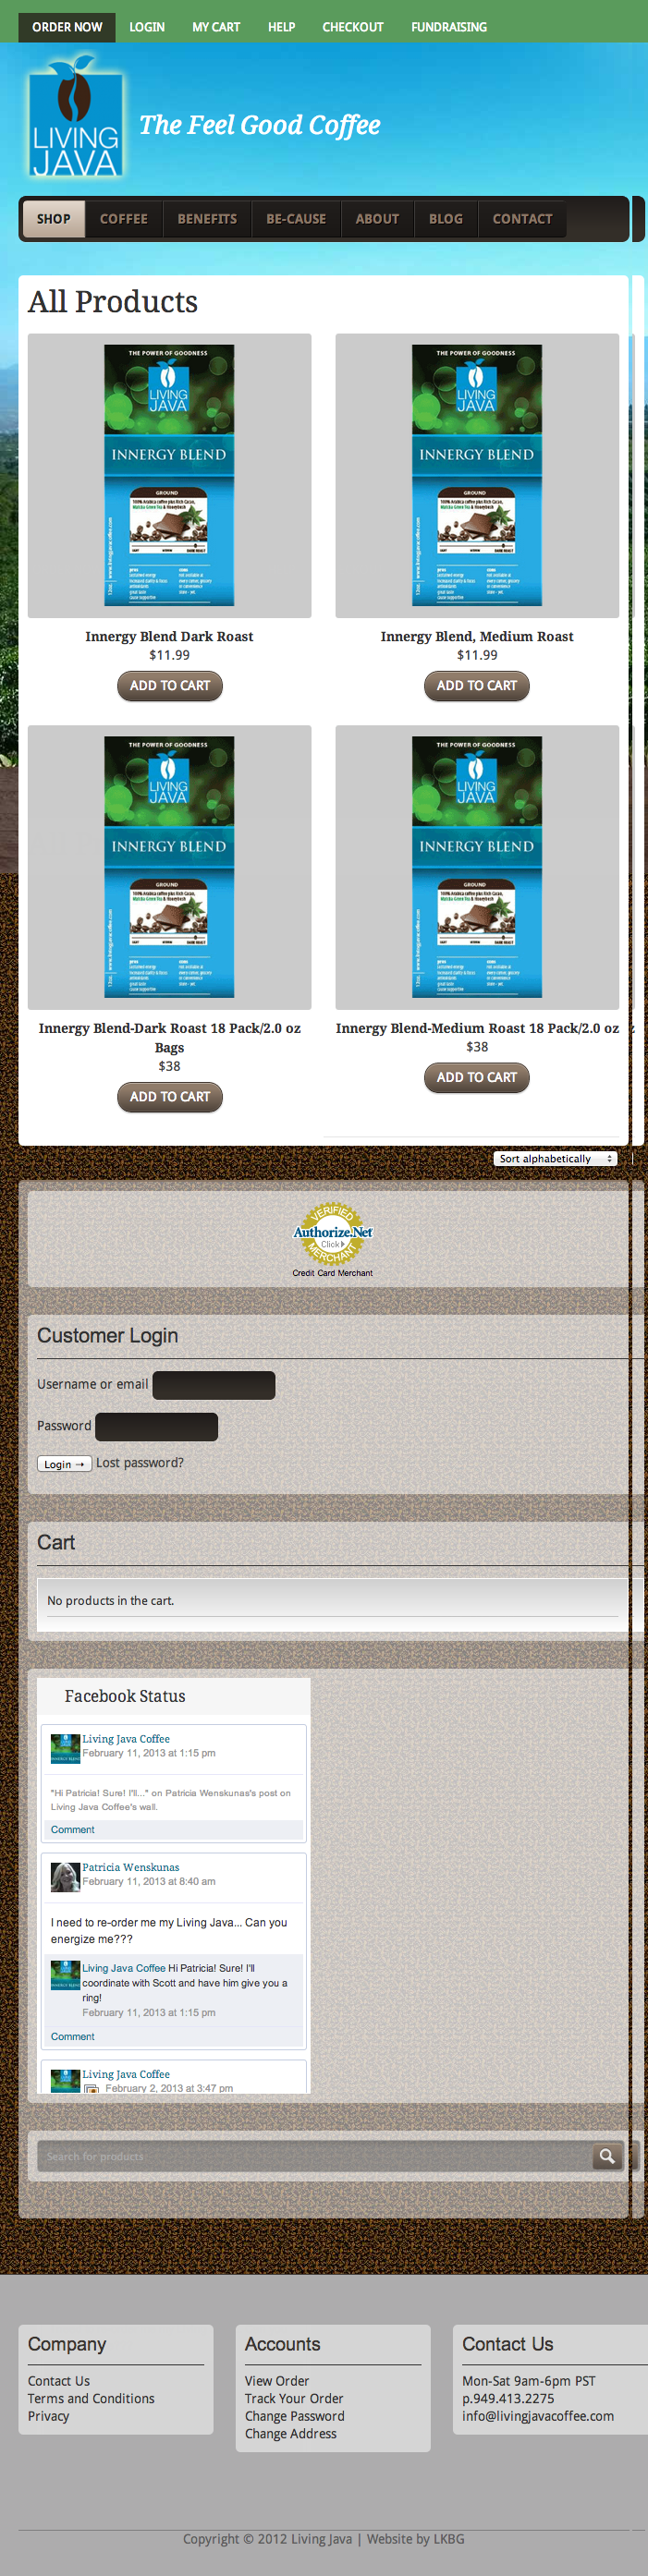 ORDER NOW LOGIN MY CART HELP CHECKOUT FUNDRAISING
LIVING
JAVA
The Feel Good Coffee
SHOP COFFEE BENEFITS BE-CAUSE ABOUT BLOG CONTACT
All Products
THE POWER OF GOODNESS
LIVING
JAVA
INNERGY BLEND
GROUND
THE POWER OF GOODNESS
LIVING
JAVA
INNERGY BLEND
GROUND
Innergy Blend Dark Roast
$11.99
ADD TO CART
Innergy Blend, Medium Roast
$11.99
ADD TO CART
THE POWER OF GOODNESS
LIVING
JAVA
INNERGY BLEND
GROUND
THE POWER OF GOODNESS
LIVING
JAVA
INNERGY BLEND
GROUND
Innergy Blend-Dark Roast 18 Pack/2.0 oz
Bags
$38
ADD TO CART
Innergy Blend-Medium Roast 18 Pack/2.0 oz
$38
ADD TO CART
Sort alphabetically
VERIFIED
Authorize.Net
Click
MERCHANT
Credit Card Merchant
Customer Login
Username or email
Password
Login → Lost password?
Cart
No products in the cart.
Facebook Status
Living Java Coffee
February 11, 2013 at 1:15 pm
"Hi Patricia! Sure! I'll..." on Patricia Wenskunas's post on
Living Java Coffee's wall.
Comment
Patricia Wenskunas
February 11, 2013 at 8:40 am
I need to re-order me my Living Java... Can you
energize me???
Living Java Coffee Hi Patricia! Sure! I'll
coordinate with Scott and have him give you a
ring!
February 11, 2013 at 1:15 pm
Comment
Living Java Coffee
February 2, 2013 at 3:47 pm
Search for products
Company
Contact Us
Terms and Conditions
Privacy
Accounts
View Order
Track Your Order
Change Password
Change Address
Contact Us
Mon-Sat 9am-6pm PST
p.949.413.2275
info@livingjavacoffee.com
Copyright © 2012 Living Java | Website by LKBG